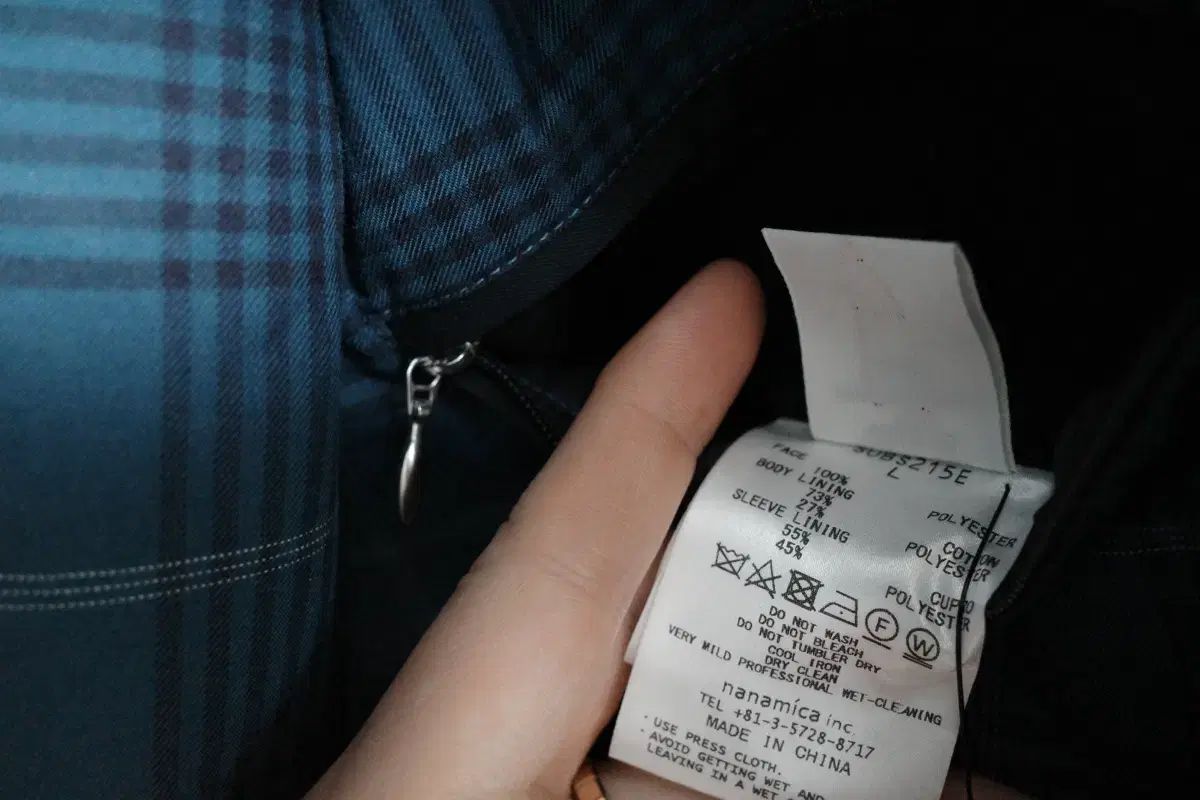 SUBS215E
L
FACE 100% POLYESTER
BODY LINING
73% COTTON
27% POLYESTER
SLEEVE LINING
55% CUPRO
45% POLYESTER
F W
DO NOT WASH
DO NOT BLEACH
DO NOT TUMBLER DRY
COOL IRON
DRY CLEAN
VERY MILD PROFESSIONAL WET-CLEANING
nanamica inc.
TEL +81-3-5728-8717
MADE IN CHINA
・USE PRESS CLOTH.
・AVOID GETTING WET AND
LEAVING IN A WET